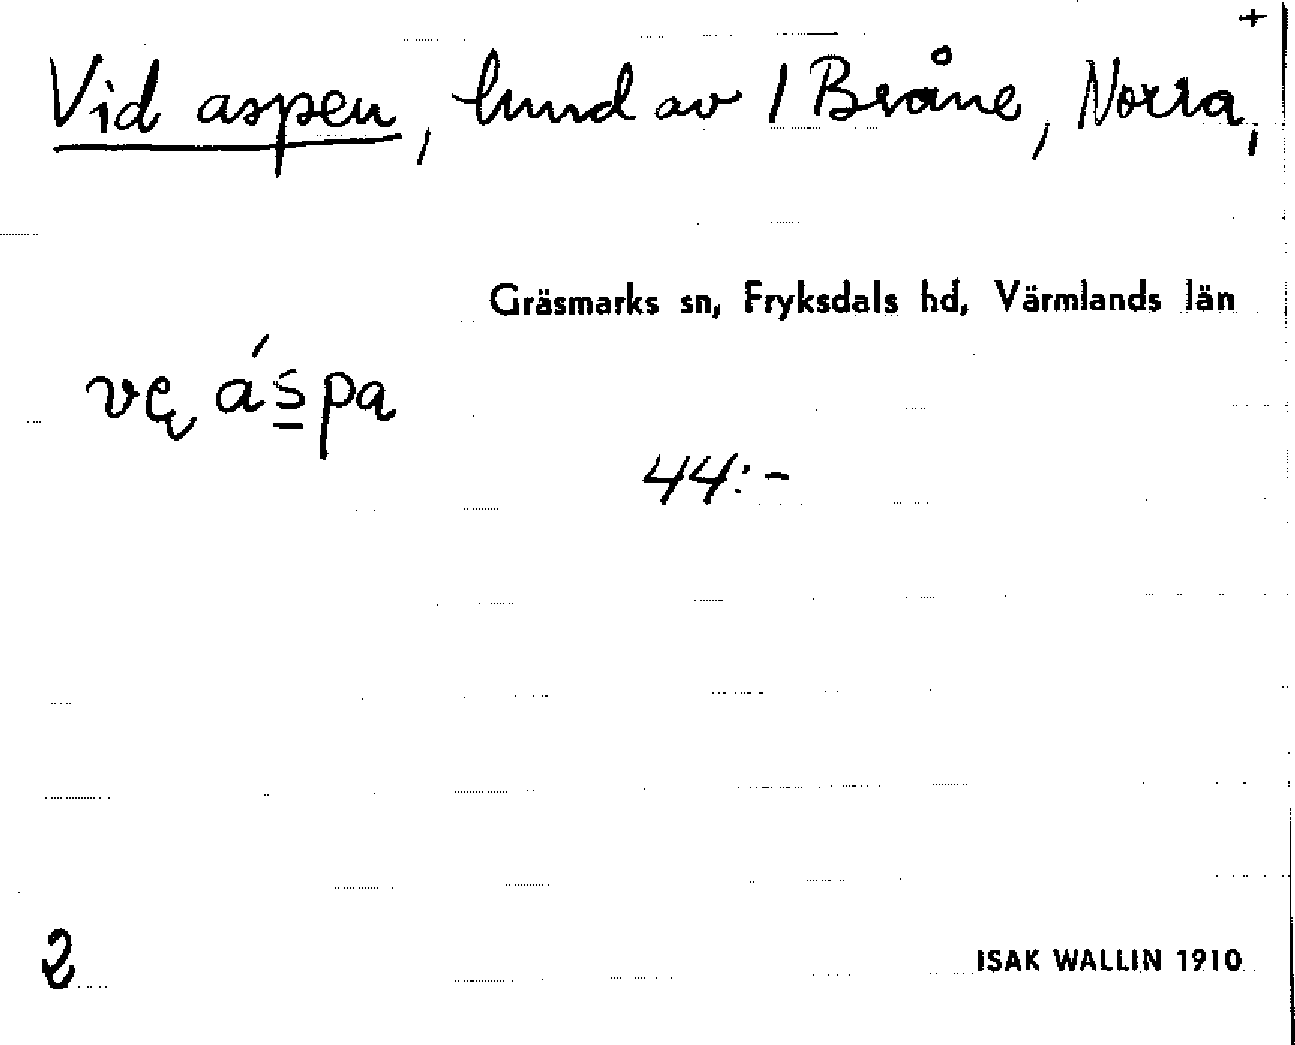 +
Vid aspen, hmd av 1 Bråne, Norra,
Gräsmarks sn, Fryksdals hd, Värmlands län
vę áspa
44:-
2
ISAK WALLIN 1910